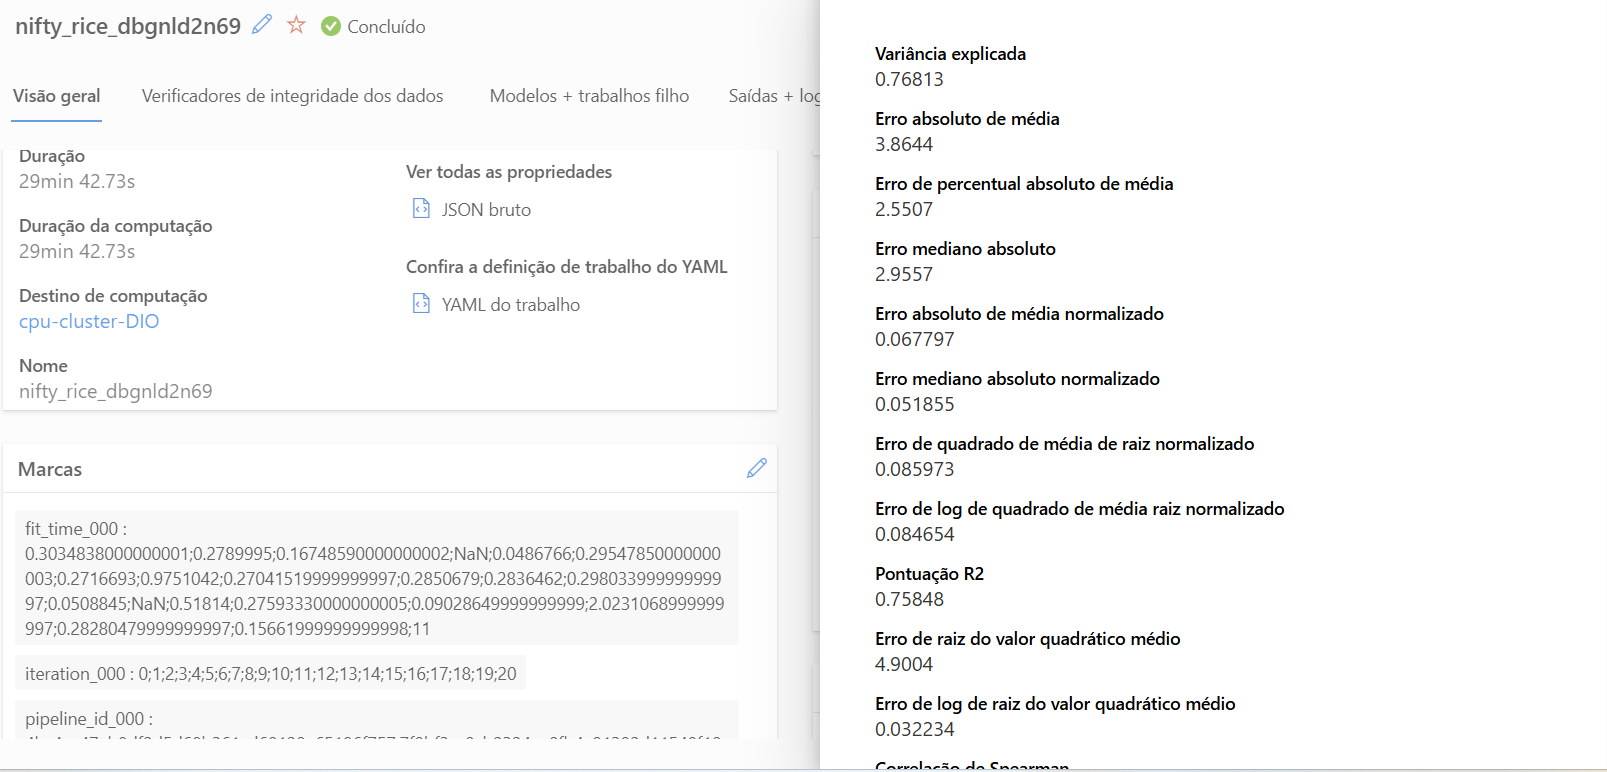 nifty_rice_dbgnld2n69
Concluído
Visão geral
Verificadores de integridade dos dados
Modelos + trabalhos filho
Saídas + log
Duração
29min 42.73s
Duração da computação
29min 42.73s
Destino de computação
cpu-cluster-DIO
Nome
nifty_rice_dbgnld2n69
Ver todas as propriedades
JSON bruto
Confira a definição de trabalho do YAML
YAML do trabalho
Marcas
fit_time_000 :
0.3034838000000001;0.2789995;0.16748590000000002;NaN;0.0486766;0.29547850000000
003;0.2716693;0.9751042;0.27041519999999997;0.2850679;0.2836462;0.2980339999999999
97;0.0508845;NaN;0.51814;0.27593330000000005;0.09028649999999999;2.0231068999999
997;0.28280479999999997;0.15661999999999998;11
iteration_000 : 0;1;2;3;4;5;6;7;8;9;10;11;12;13;14;15;16;17;18;19;20
pipeline_id_000 :
Variância explicada
0.76813
Erro absoluto de média
3.8644
Erro de percentual absoluto de média
2.5507
Erro mediano absoluto
2.9557
Erro absoluto de média normalizado
0.067797
Erro mediano absoluto normalizado
0.051855
Erro de quadrado de média de raiz normalizado
0.085973
Erro de log de quadrado de média raiz normalizado
0.084654
Pontuação R2
0.75848
Erro de raiz do valor quadrático médio
4.9004
Erro de log de raiz do valor quadrático médio
0.032234
Correlação de Spearman